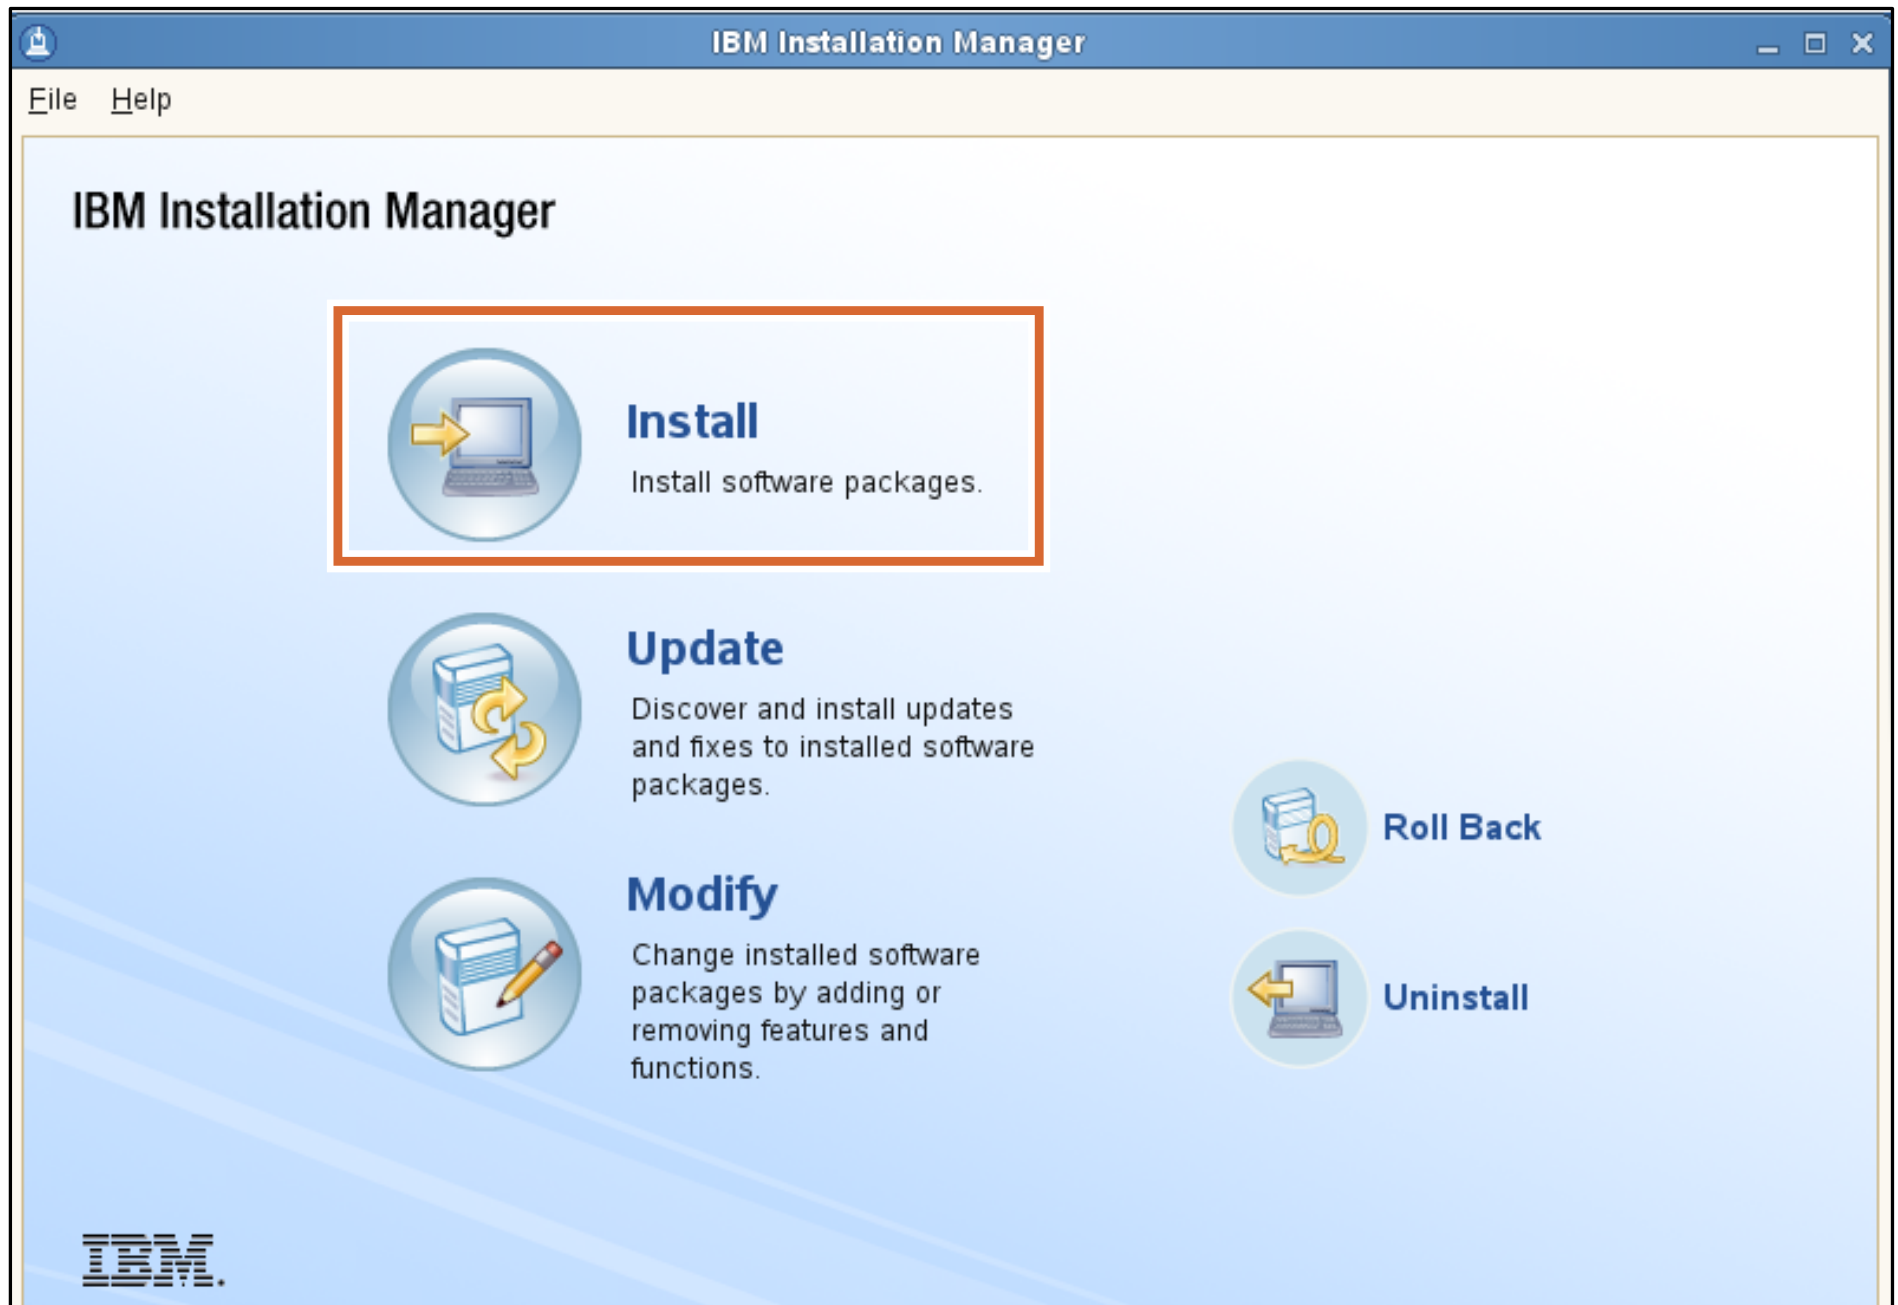 IBM Installation Manager
File Help
IBM Installation Manager
Install
Install software packages.
Update
Discover and install updates
and fixes to installed software
packages.
Modify
Change installed software
packages by adding or
removing features and
functions.
Roll Back
Uninstall
IBM.